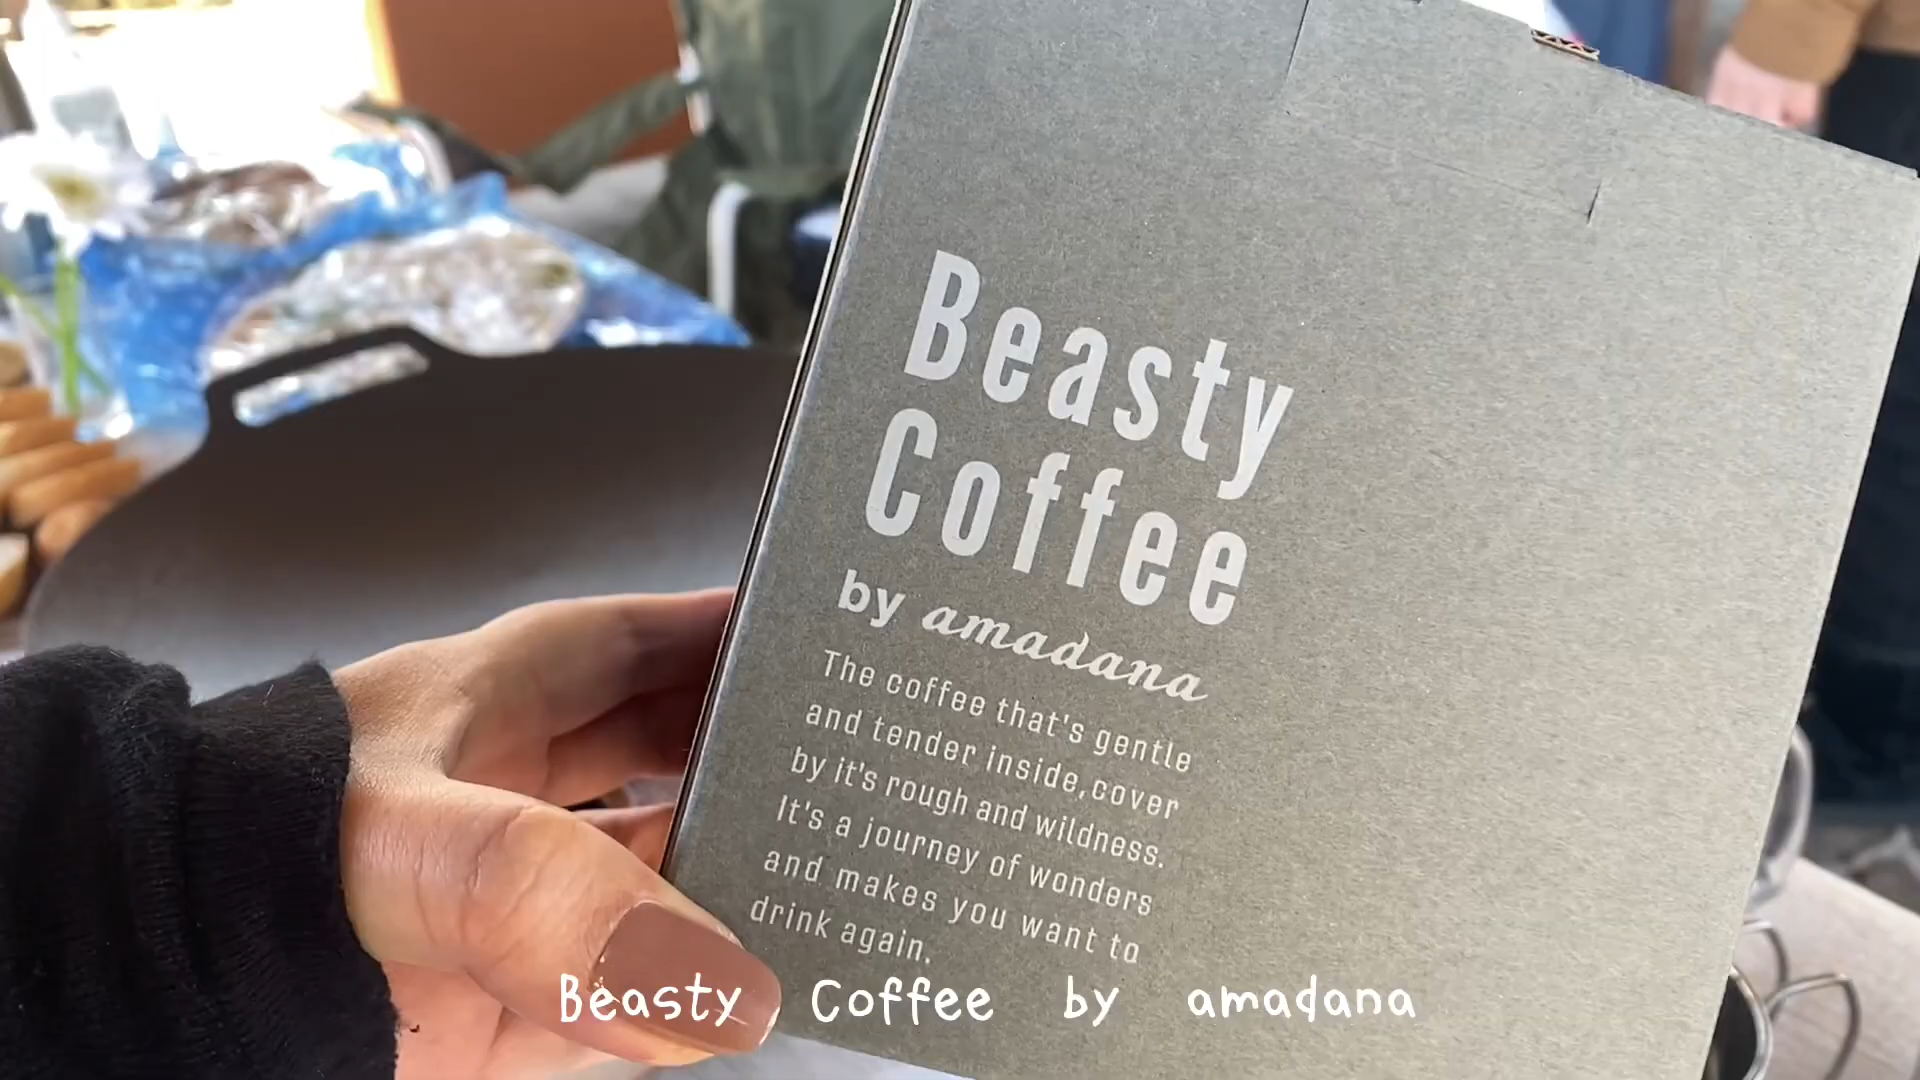 Beasty
Coffee
by amadana
The coffee that's gentle
and tender inside,cover
by it's rough and wildness.
It's a journey of wonders
and makes you want to
drink again.
Beasty Coffee by amadana